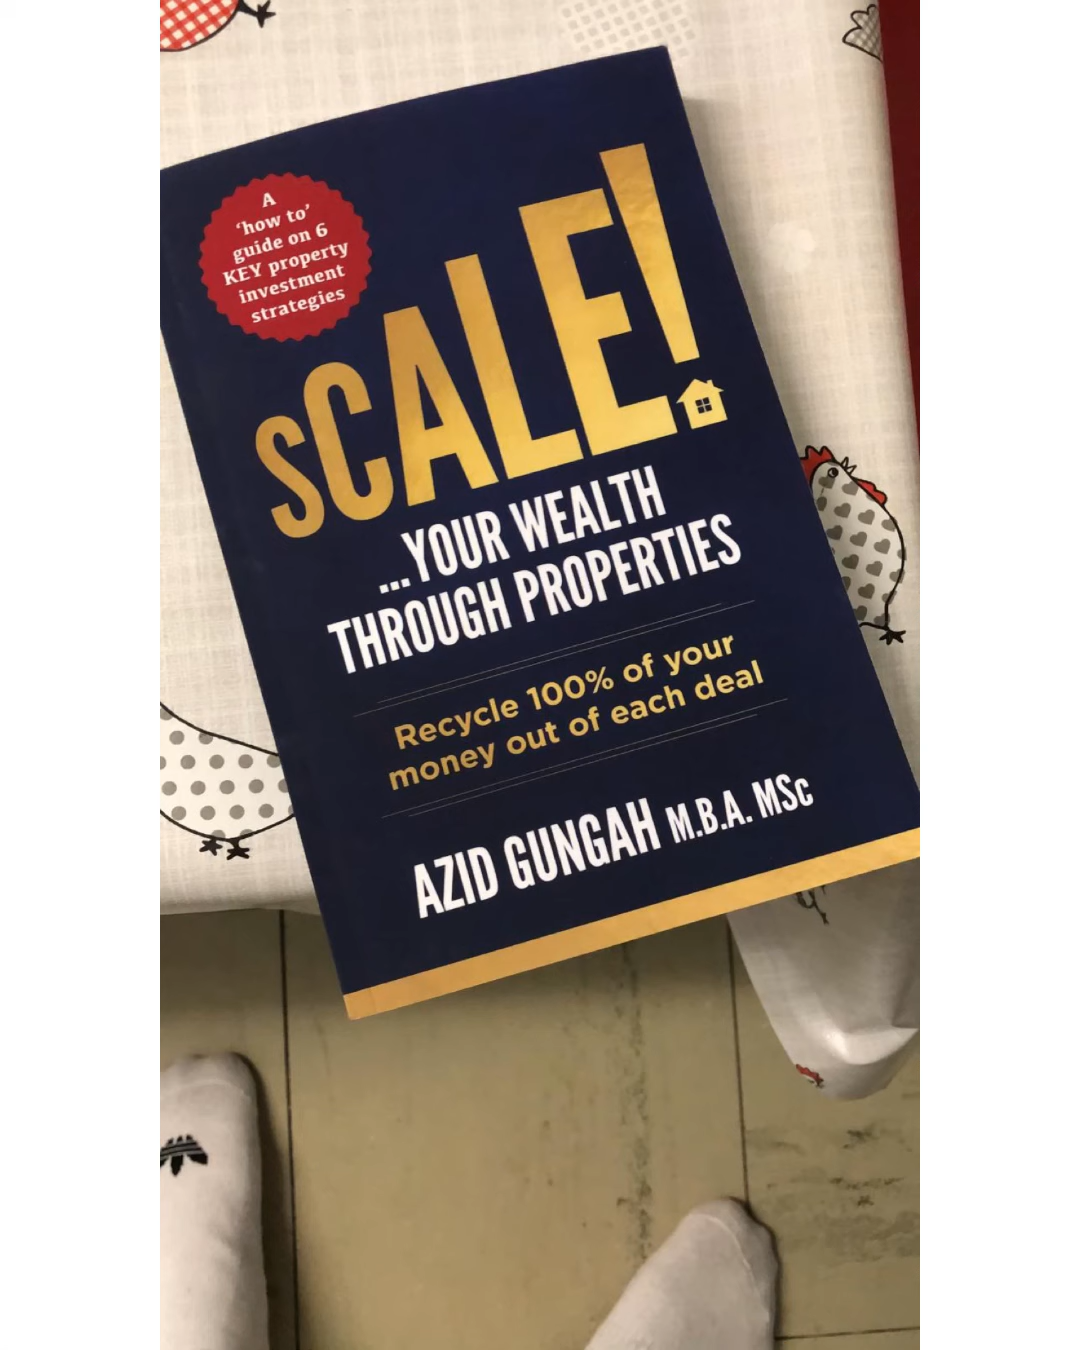 A
‘how to’
guide on 6
KEY property
investment
strategies
SCALE!
...YOUR WEALTH
THROUGH PROPERTIES
Recycle 100% of your
money out of each deal
AZID GUNGAH M.B.A. MSc